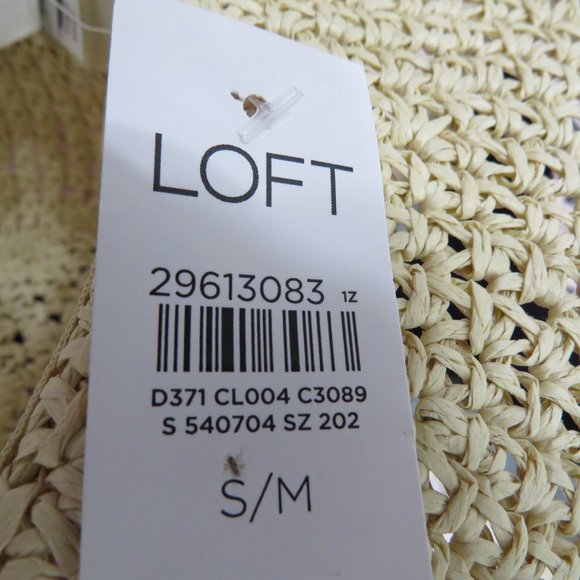 LOFT
29613083 1Z
D371 CL004 C3089
S 540704 SZ 202
S/M